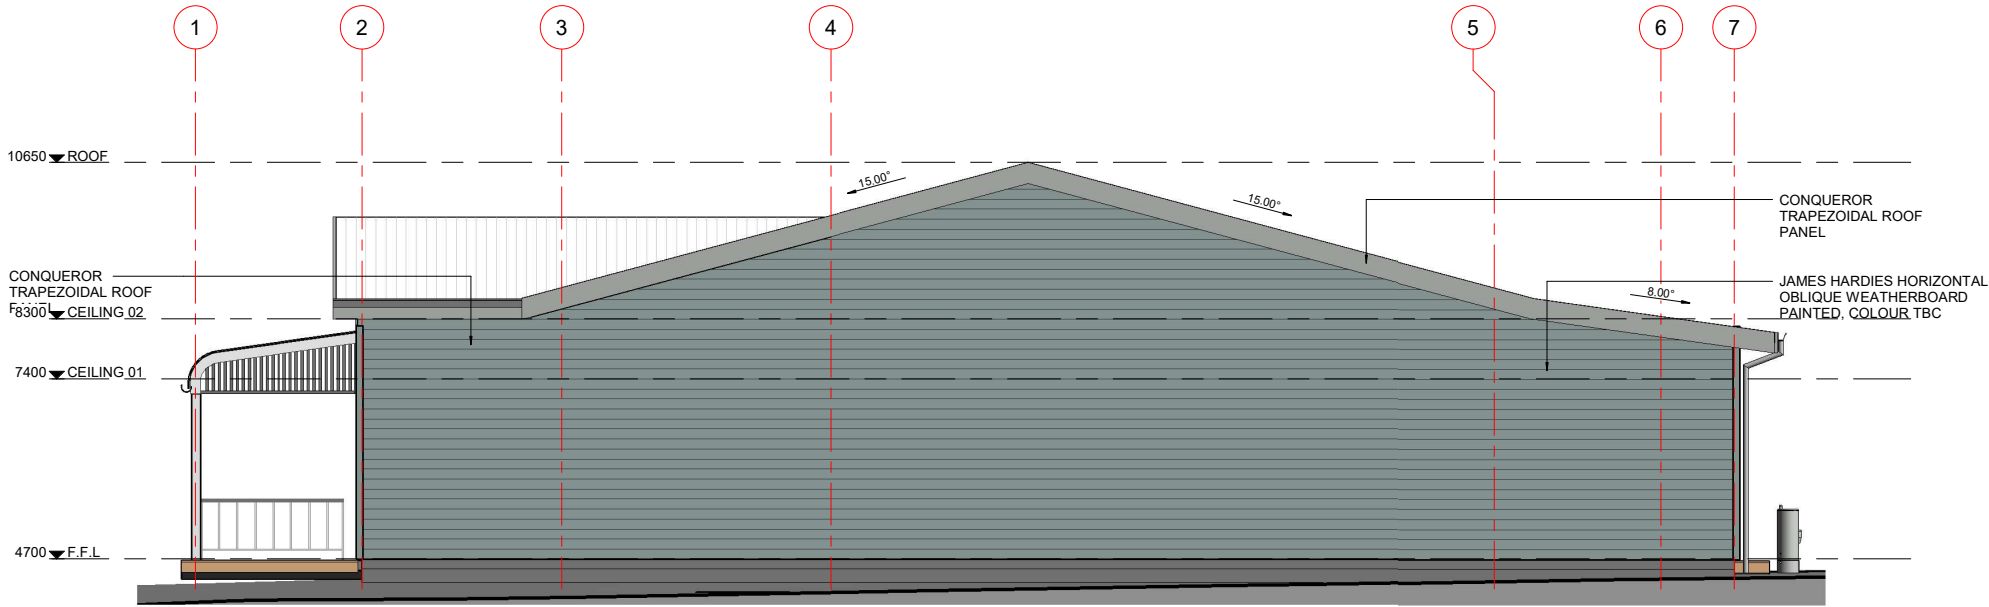 1 2 3 4 5 6 7
10650 ROOF
15.00°
15.00°
CONQUEROR
TRAPEZOIDAL ROOF
PANEL
CONQUEROR
TRAPEZOIDAL ROOF
JAMES HARDIES HORIZONTAL
OBLIQUE WEATHERBOARD
PAINTED, COLOUR TBC
8.00°
8300 CEILING 02
7400 CEILING 01
4700 F.F.L